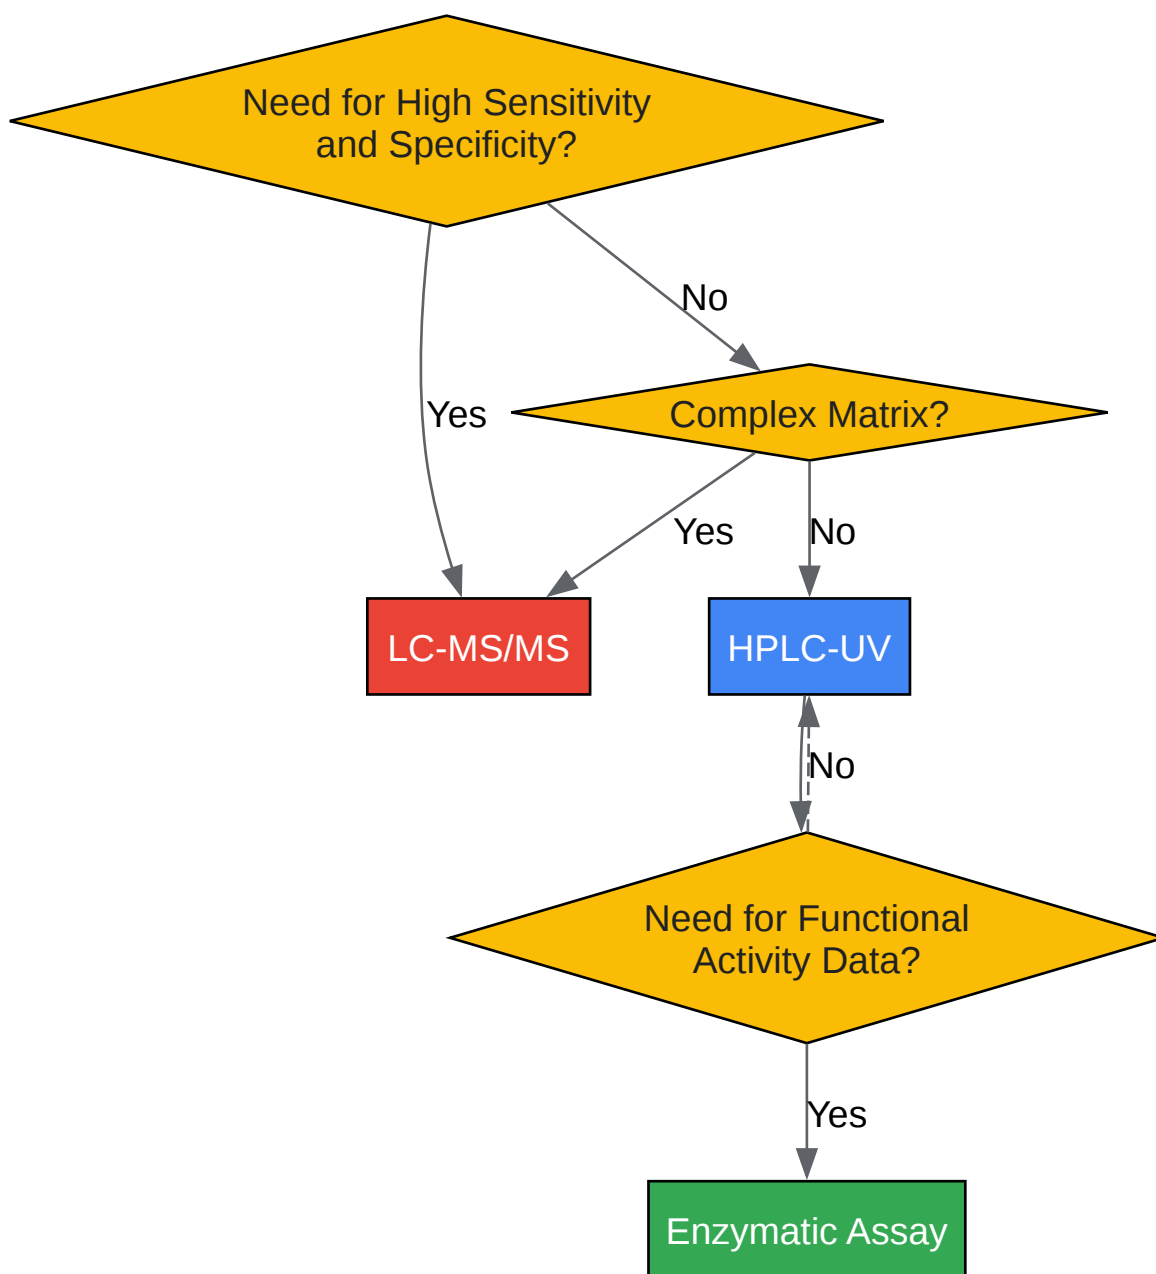 Need for High Sensitivity
and Specificity?
No
Yes
Complex Matrix?
Yes
No
LC-MS/MS
HPLC-UV
No
Need for Functional
Activity Data?
Yes
Enzymatic Assay